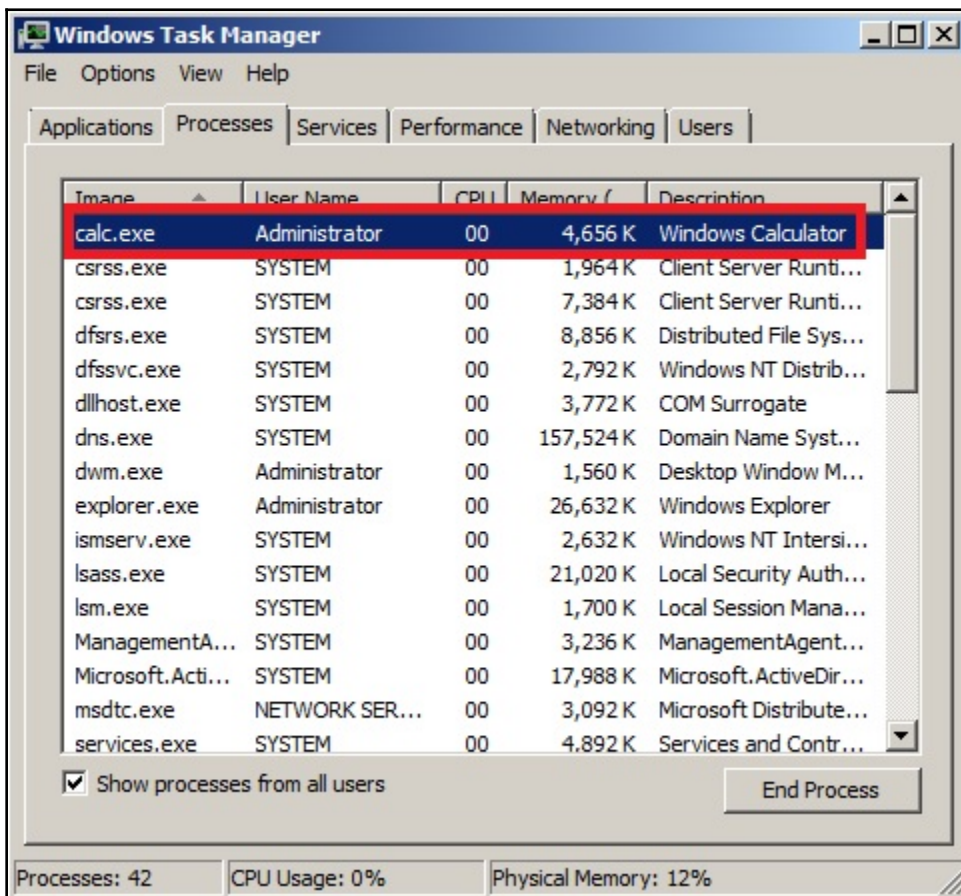 Windows Task Manager
File Options View Help
Applications Processes Services Performance Networking Users
Image User Name CPU Memory ( Description
calc.exe Administrator 00 4,656 K Windows Calculator
csrss.exe SYSTEM 00 1,964 K Client Server Runti...
csrss.exe SYSTEM 00 7,384 K Client Server Runti...
dfsrs.exe SYSTEM 00 8,856 K Distributed File Sys...
dfssvc.exe SYSTEM 00 2,792 K Windows NT Distrib...
dllhost.exe SYSTEM 00 3,772 K COM Surrogate
dns.exe SYSTEM 00 157,524 K Domain Name Syst...
dwm.exe Administrator 00 1,560 K Desktop Window M...
explorer.exe Administrator 00 26,632 K Windows Explorer
ismserv.exe SYSTEM 00 2,632 K Windows NT Intersi...
lsass.exe SYSTEM 00 21,020 K Local Security Auth...
lsm.exe SYSTEM 00 1,700 K Local Session Mana...
ManagementA... SYSTEM 00 3,236 K ManagementAgent...
Microsoft.Acti... SYSTEM 00 17,988 K Microsoft.ActiveDir...
msdtc.exe NETWORK SER... 00 3,092 K Microsoft Distribute...
services.exe SYSTEM 00 4,892 K Services and Contr...
Show processes from all users
End Process
Processes: 42 CPU Usage: 0% Physical Memory: 12%